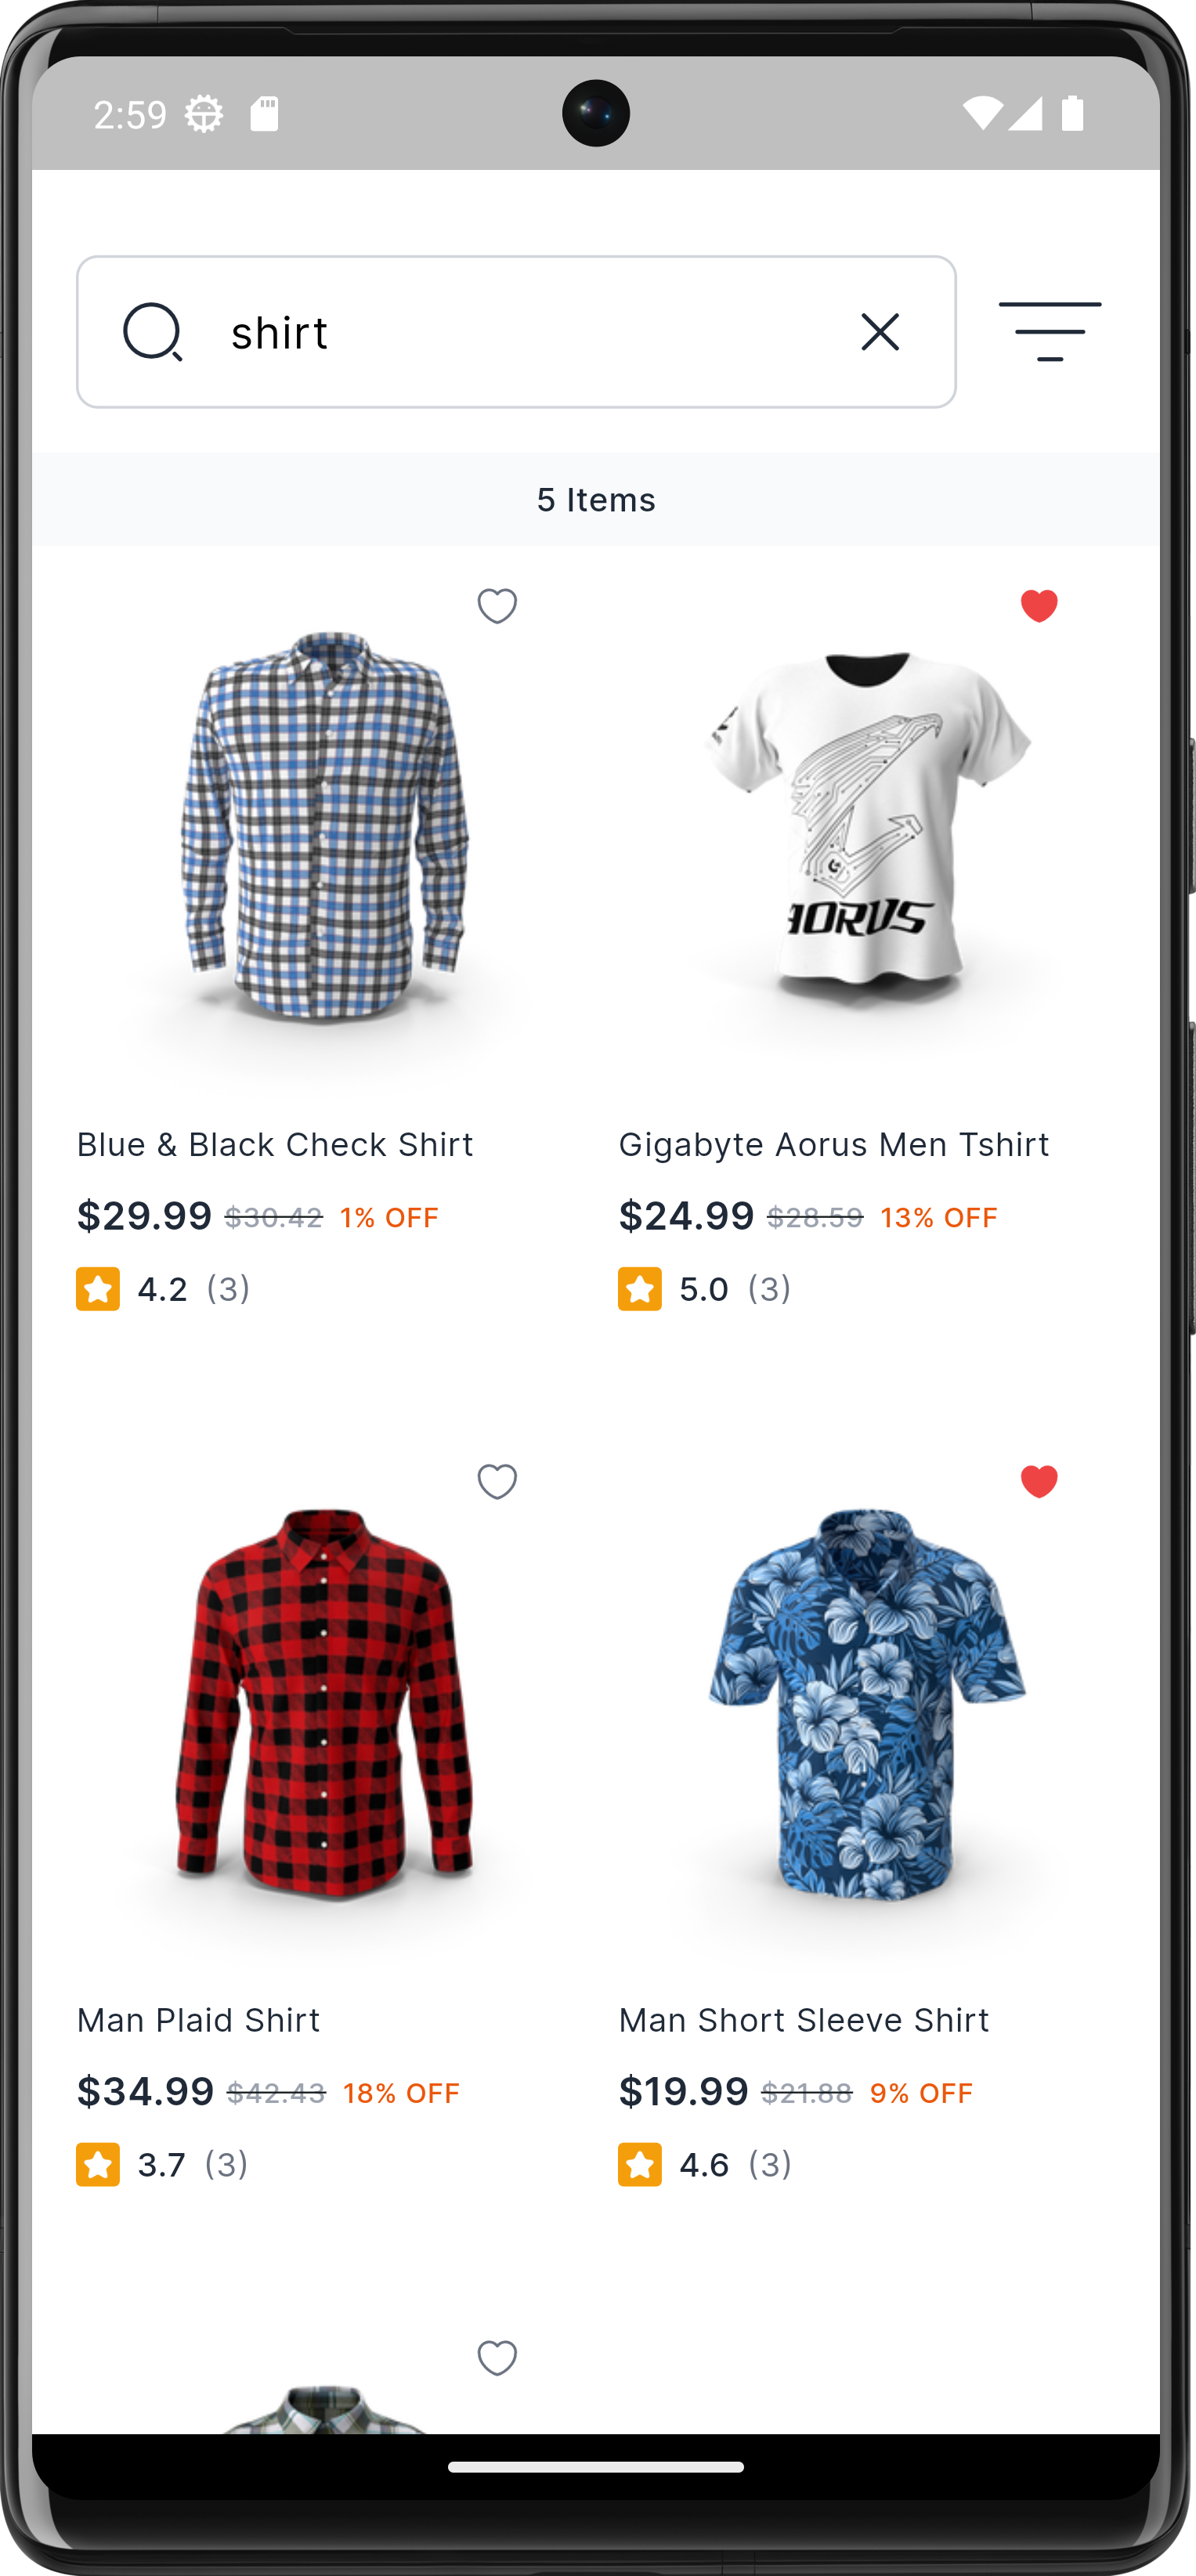 2:59
shirt
5 Items
AORUS
Blue & Black Check Shirt
$29.99 $30.42 1% OFF
4.2 (3)
Gigabyte Aorus Men Tshirt
$24.99 $28.59 13% OFF
5.0 (3)
Man Plaid Shirt
$34.99 $42.43 18% OFF
3.7 (3)
Man Short Sleeve Shirt
$19.99 $21.88 9% OFF
4.6 (3)